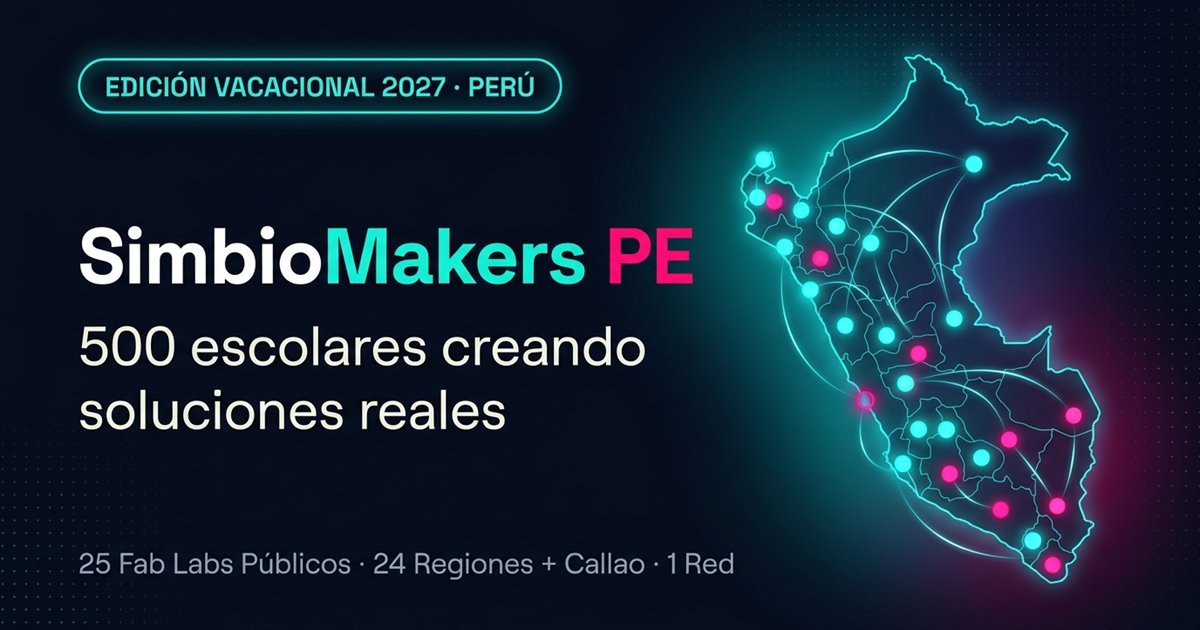 EDICIÓN VACACIONAL 2027 · PERÚ
SimbioMakers PE
500 escolares creando
soluciones reales
25 Fab Labs Públicos · 24 Regiones + Callao · 1 Red